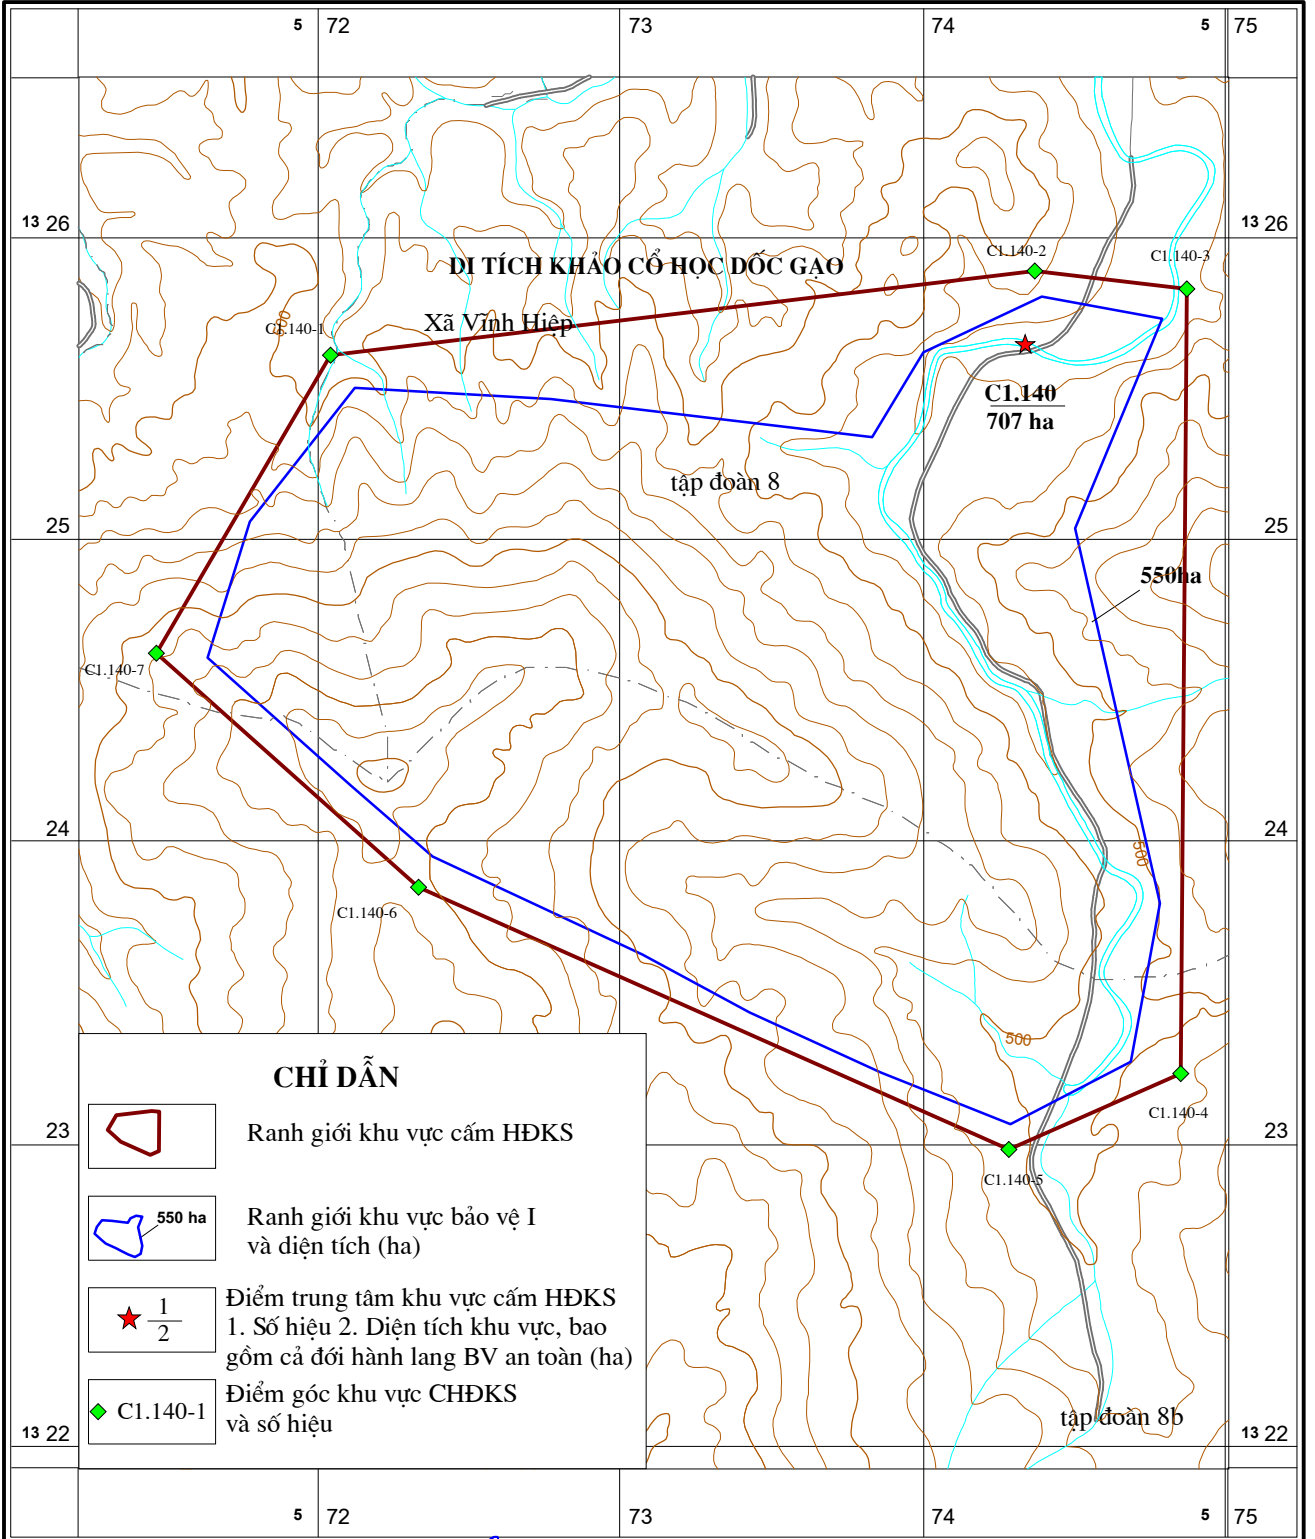 5 72 73 74 5 75
13 26 13 26
C1.140-2
C1.140-3
DI TÍCH KHẢO CỔ HỌC DỐC GẠO
600
C1.140-1
Xã Vĩnh Hiệp
C1.140
707 ha
tập đoàn 8
25 25
550ha
C1.140-7
24 24
500
C1.140-6
500
CHỈ DẪN
C1.140-4
Ranh giới khu vực cấm HĐKS
23 23
C1.140-5
550 ha
Ranh giới khu vực bảo vệ I
và diện tích (ha)
1
2
Điểm trung tâm khu vực cấm HĐKS
1. Số hiệu 2. Diện tích khu vực, bao
gồm cả đới hành lang BV an toàn (ha)
C1.140-1
Điểm góc khu vực CHĐKS
và số hiệu
tập đoàn 8b
13 22
5 72 73 74 5 75